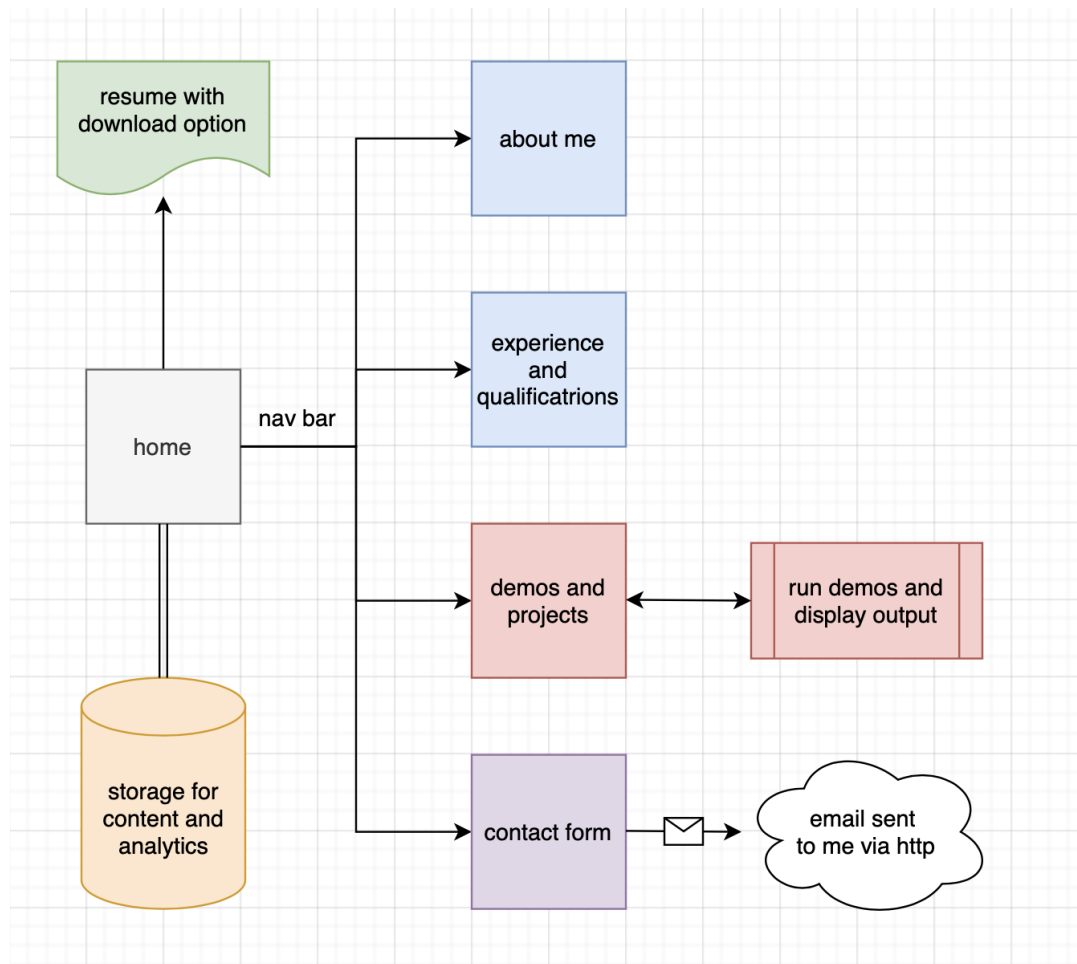 resume with
download option
about me
experience
and
qualificatrions
nav bar
home
demos and
projects
run demos and
display output
storage for
content and
analytics
contact form
email sent
to me via http